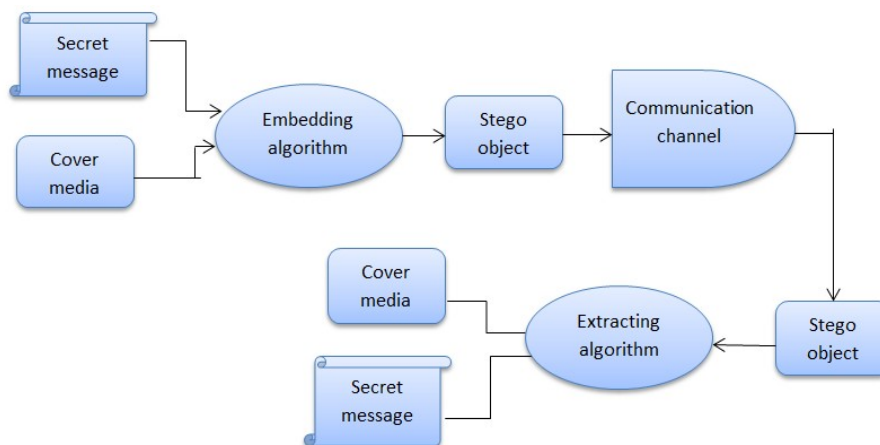 Secret
message
Cover
media
Embedding
algorithm
Stego
object
Communication
channel
Cover
media
Secret
message
Extracting
algorithm
Stego
object